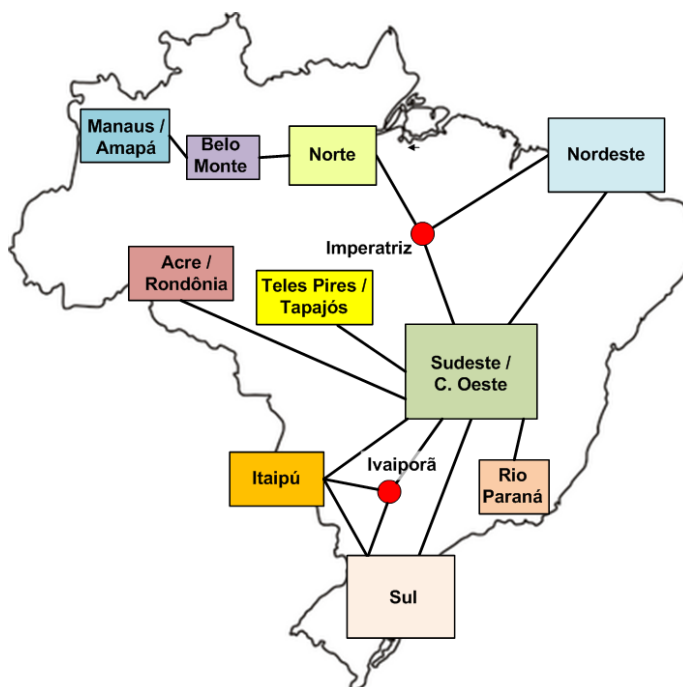 Manaus /
Amapá
Belo
Monte
Norte
Nordeste
Imperatriz
Acre /
Rondônia
Teles Pires /
Tapajós
Sudeste /
C. Oeste
Ivaiporã
Itaipú
Rio
Paraná
Sul